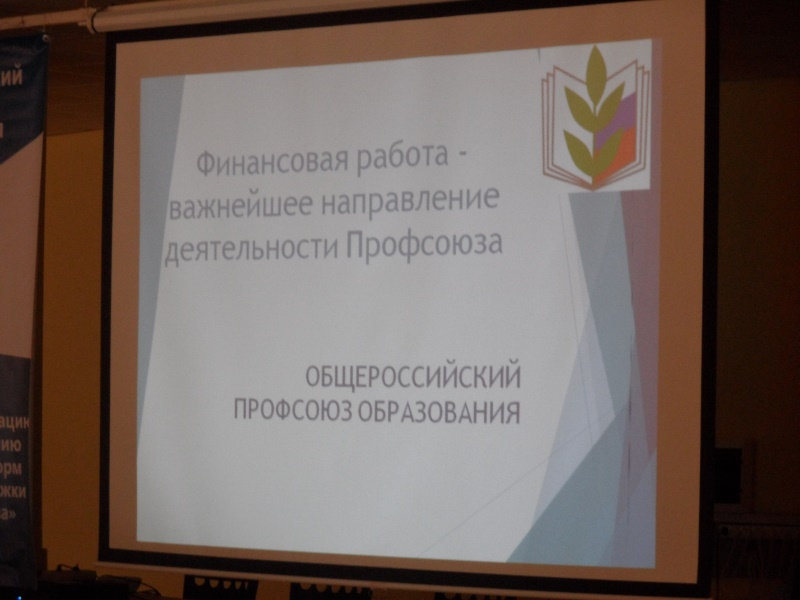 Финансовая работа -
важнейшее направление
деятельности Профсоюза
ОБЩЕРОССИЙСКИЙ
ПРОФСОЮЗ ОБРАЗОВАНИЯ